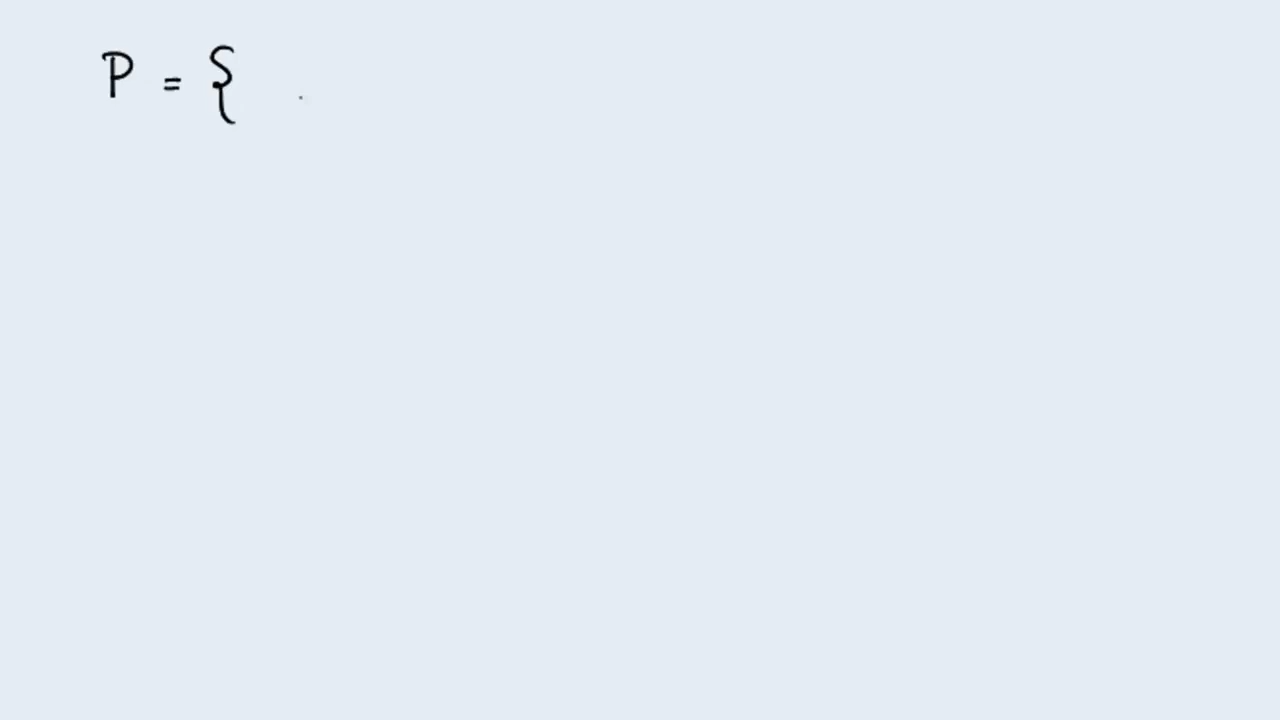 P = {